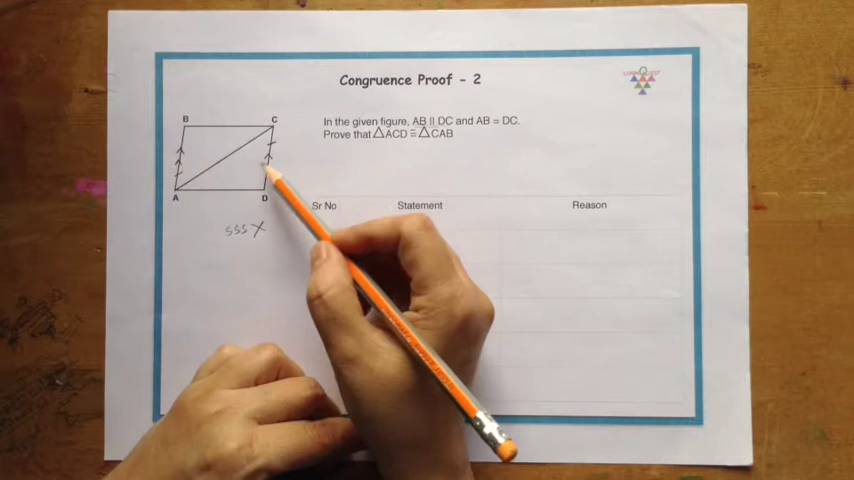 Congruence Proof - 2
B
C
In the given figure, AB || DC and AB = DC.
Prove that △ACD ≅ △CAB
A
D
Sr No
Statement
Reason
SSS X